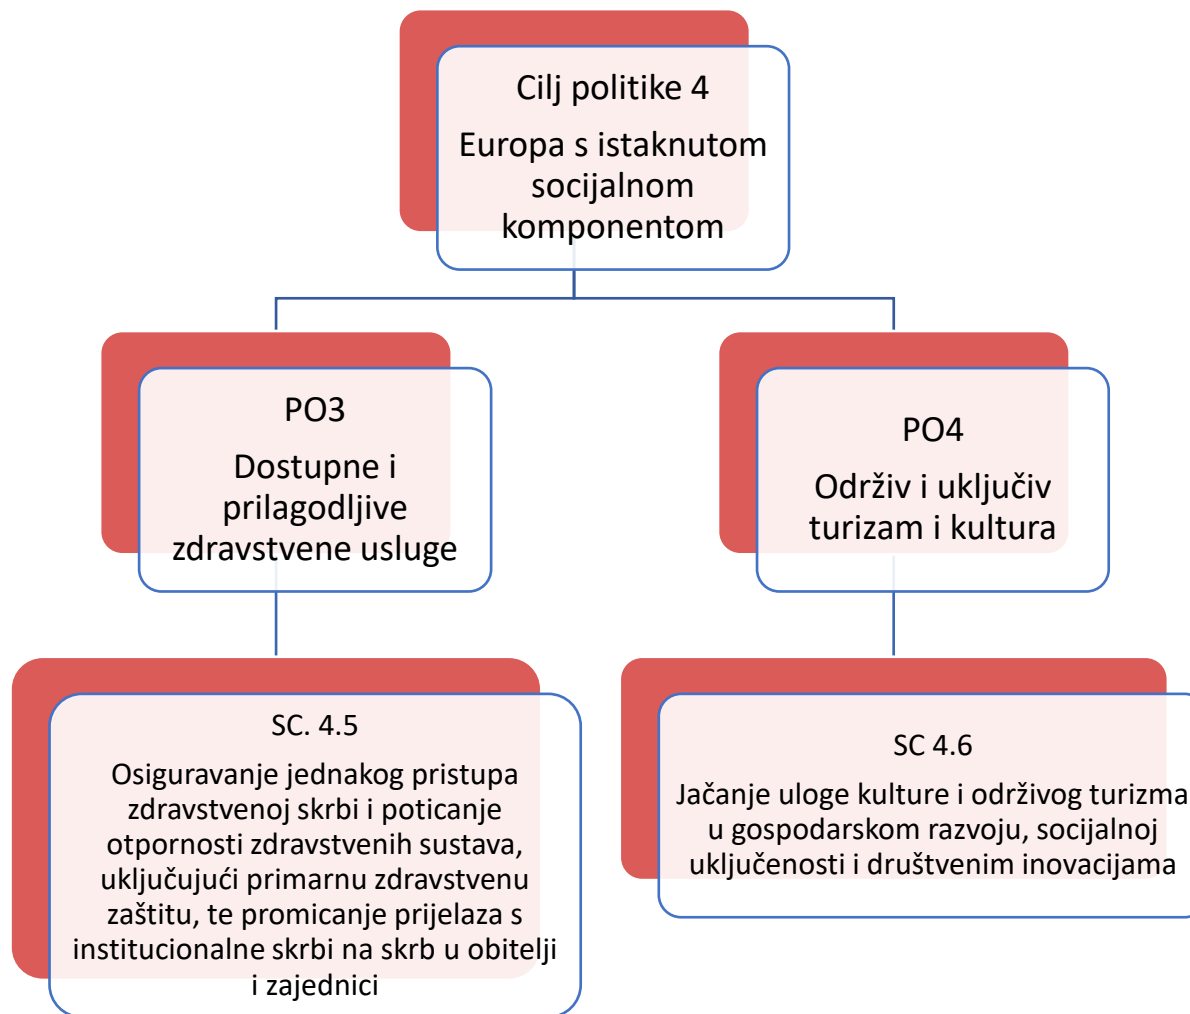 Cilj politike 4
Europa s istaknutom
socijalnom
komponentom
PO3
Dostupne i
prilagodljive
zdravstvene usluge
PO4
Održiv i uključiv
turizam i kultura
SC. 4.5
Osiguravanje jednakog pristupa
zdravstvenoj skrbi i poticanje
otpornosti zdravstvenih sustava,
uključujući primarnu zdravstvenu
zaštitu, te promicanje prijelaza s
institucionalne skrbi na skrb u obitelji
i zajednici
SC 4.6
Jačanje uloge kulture i održivog turizma
u gospodarskom razvoju, socijalnoj
uključenosti i društvenim inovacijama